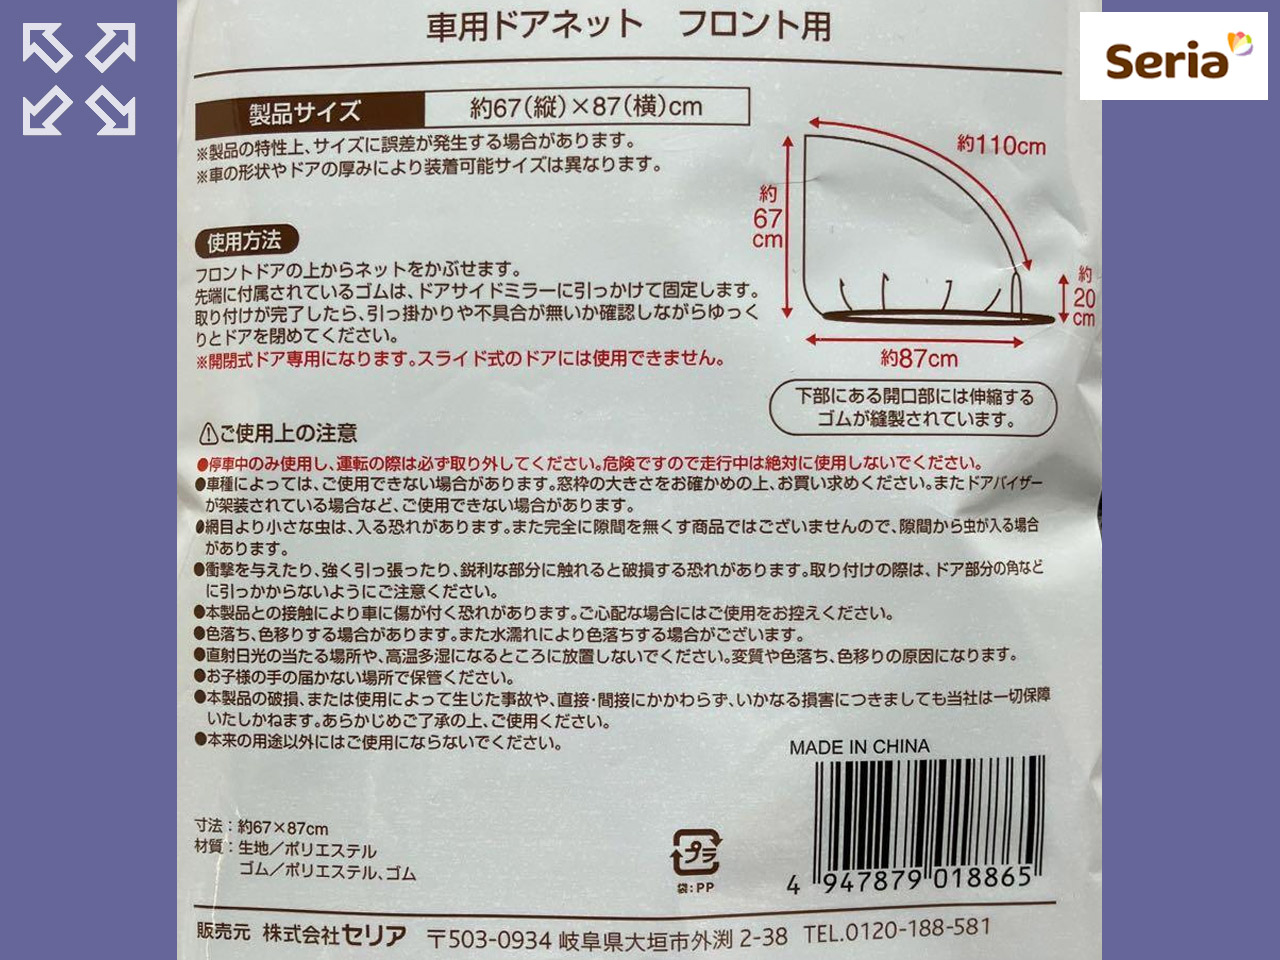 Seria
車用ドアネット　フロント用
製品サイズ 約67(縦)×87(横)cm
※製品の特性上、サイズに誤差が発生する場合があります。
※車の形状やドアの厚みにより装着可能サイズは異なります。
約110cm
約
67
cm
約
20
cm
約87cm
下部にある開口部には伸縮する
ゴムが縫製されています。
使用方法
フロントドアの上からネットをかぶせます。
先端に付属されているゴムは、ドアサイドミラーに引っかけて固定します。
取り付けが完了したら、引っ掛かりや不具合が無いか確認しながらゆっく
りとドアを閉めてください。
※開閉式ドア専用になります。スライド式のドアには使用できません。
⚠ご使用上の注意
●停車中のみ使用し、運転の際は必ず取り外してください。危険ですので走行中は絶対に使用しないでください。
●車種によっては、ご使用できない場合があります。窓枠の大きさをお確かめの上、お買い求めください。またドアバイザー
が架装されている場合など、ご使用できない場合があります。
●網目より小さな虫は、入る恐れがあります。また完全に隙間を無くす商品ではございませんので、隙間から虫が入る場合
があります。
●衝撃を与えたり、強く引っ張ったり、鋭利な部分に触れると破損する恐れがあります。取り付けの際は、ドア部分の角など
に引っかからないようにご注意ください。
●本製品との接触により車に傷が付く恐れがあります。ご心配な場合にはご使用をお控えください。
●色落ち、色移りする場合があります。また水濡れにより色落ちする場合がございます。
●直射日光の当たる場所や、高温多湿になるところに放置しないでください。変質や色落ち、色移りの原因になります。
●お子様の手の届かない場所で保管ください。
●本製品の破損、または使用によって生じた事故や、直接・間接にかかわらず、いかなる損害につきましても当社は一切保障
いたしかねます。あらかじめご了承の上、ご使用ください。
●本来の用途以外にはご使用にならないでください。
MADE IN CHINA
寸法：約67×87cm
材質：生地／ポリエステル
ゴム／ポリエステル、ゴム
プラ
袋：PP
4 947879 018865
販売元 株式会社セリア 〒503-0934 岐阜県大垣市外渕 2-38 TEL.0120-188-581